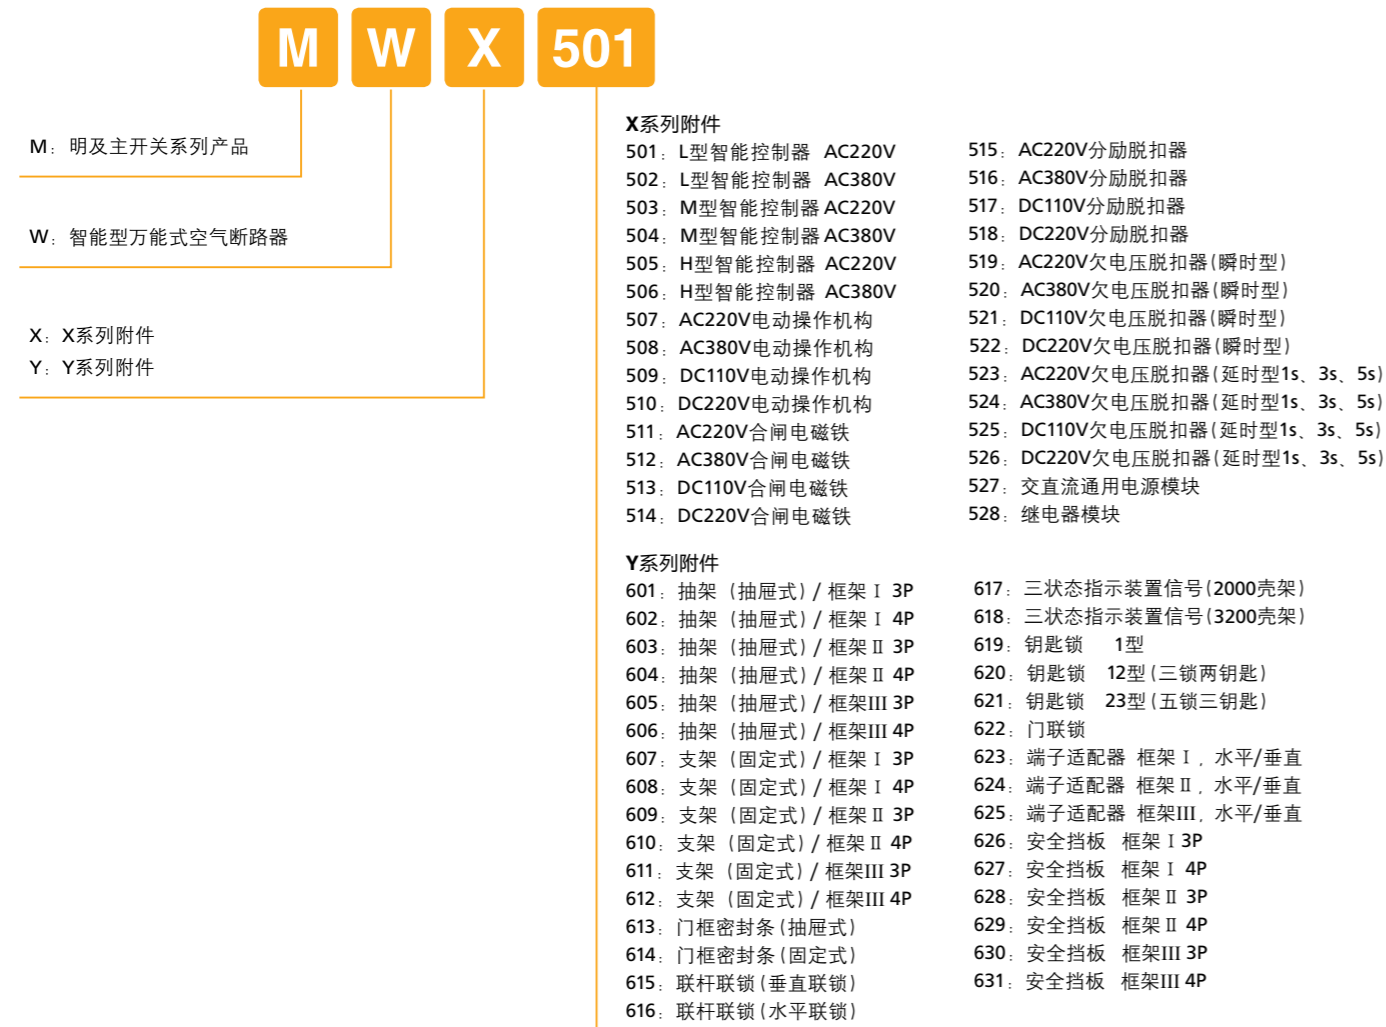 M W X 501
M：明及主开关系列产品
W：智能型万能式空气断路器
X：X系列附件
Y：Y系列附件
X系列附件
501：L型智能控制器 AC220V
502：L型智能控制器 AC380V
503：M型智能控制器 AC220V
504：M型智能控制器 AC380V
505：H型智能控制器 AC220V
506：H型智能控制器 AC380V
507：AC220V电动操作机构
508：AC380V电动操作机构
509：DC110V电动操作机构
510：DC220V电动操作机构
511：AC220V合闸电磁铁
512：AC380V合闸电磁铁
513：DC110V合闸电磁铁
514：DC220V合闸电磁铁
515：AC220V分励脱扣器
516：AC380V分励脱扣器
517：DC110V分励脱扣器
518：DC220V分励脱扣器
519：AC220V欠电压脱扣器(瞬时型)
520：AC380V欠电压脱扣器(瞬时型)
521：DC110V欠电压脱扣器(瞬时型)
522：DC220V欠电压脱扣器(瞬时型)
523：AC220V欠电压脱扣器(延时型1s、3s、5s)
524：AC380V欠电压脱扣器(延时型1s、3s、5s)
525：DC110V欠电压脱扣器(延时型1s、3s、5s)
526：DC220V欠电压脱扣器(延时型1s、3s、5s)
527：交直流通用电源模块
528：继电器模块
Y系列附件
601：抽架（抽屉式）/ 框架Ⅰ 3P
602：抽架（抽屉式）/ 框架Ⅰ 4P
603：抽架（抽屉式）/ 框架Ⅱ 3P
604：抽架（抽屉式）/ 框架Ⅱ 4P
605：抽架（抽屉式）/ 框架III 3P
606：抽架（抽屉式）/ 框架III 4P
607：支架（固定式）/ 框架Ⅰ 3P
608：支架（固定式）/ 框架Ⅰ 4P
609：支架（固定式）/ 框架Ⅱ 3P
610：支架（固定式）/ 框架Ⅱ 4P
611：支架（固定式）/ 框架III 3P
612：支架（固定式）/ 框架III 4P
613：门框密封条(抽屉式)
614：门框密封条(固定式)
615：联杆联锁(垂直联锁)
616：联杆联锁(水平联锁)
617：三状态指示装置信号(2000壳架)
618：三状态指示装置信号(3200壳架)
619：钥匙锁 1型
620：钥匙锁 12型(三锁两钥匙)
621：钥匙锁 23型(五锁三钥匙)
622：门联锁
623：端子适配器 框架Ⅰ，水平/垂直
624：端子适配器 框架Ⅱ，水平/垂直
625：端子适配器 框架III，水平/垂直
626：安全挡板 框架Ⅰ 3P
627：安全挡板 框架Ⅰ 4P
628：安全挡板 框架Ⅱ 3P
629：安全挡板 框架Ⅱ 4P
630：安全挡板 框架III 3P
631：安全挡板 框架III 4P